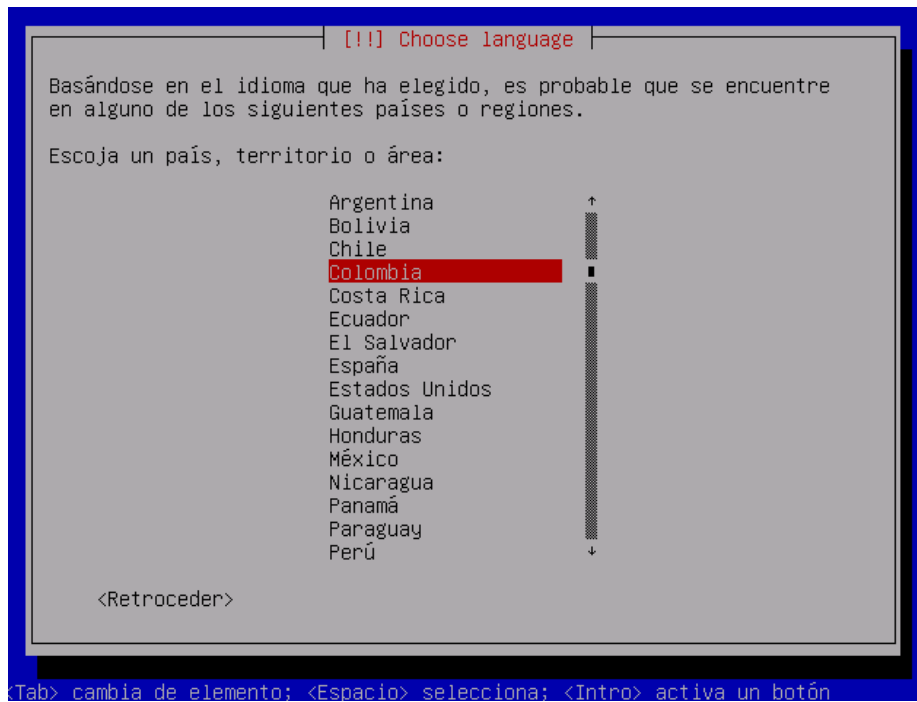 [!!] Choose language
Basándose en el idioma que ha elegido, es probable que se encuentre
en alguno de los siguientes países o regiones.
Escoja un país, territorio o área:
Argentina
Bolivia
Chile
Colombia
Costa Rica
Ecuador
El Salvador
España
Estados Unidos
Guatemala
Honduras
México
Nicaragua
Panamá
Paraguay
Perú
<Retroceder>
<Tab> cambia de elemento; <Espacio> selecciona; <Intro> activa un botón